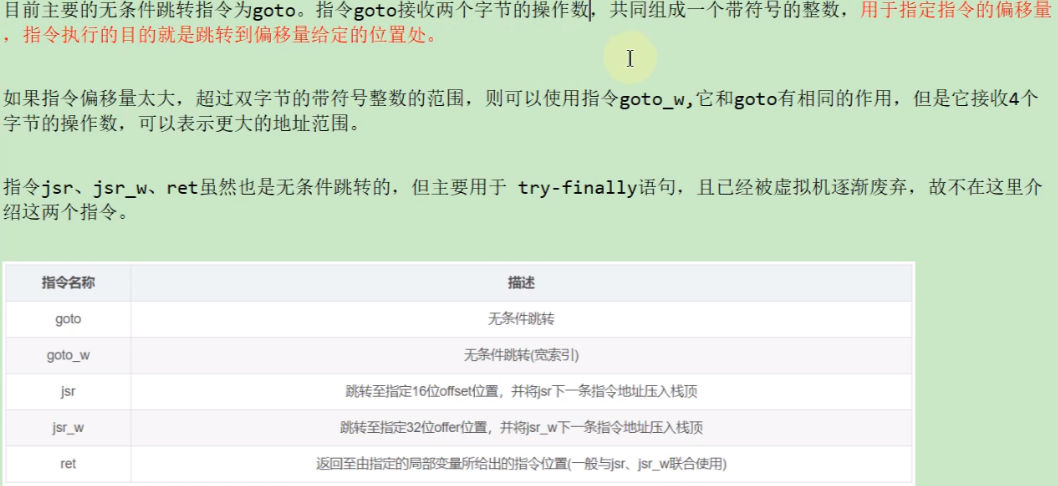 目前主要的无条件跳转指令为goto。指令goto接收两个字节的操作数，共同组成一个带符号的整数，用于指定指令的偏移量
，指令执行的目的就是跳转到偏移量给定的位置处。
如果指令偏移量太大，超过双字节的带符号整数的范围，则可以使用指令goto_w,它和goto有相同的作用，但是它接收4个
字节的操作数，可以表示更大的地址范围。
指令jsr、jsr_w、ret虽然也是无条件跳转的，但主要用于 try-finally语句，且已经被虚拟机逐渐废弃，故不在这里介
绍这两个指令。
指令名称 描述
goto 无条件跳转
goto_w 无条件跳转(宽索引)
jsr 跳转至指定16位offset位置，并将jsr下一条指令地址压入栈顶
jsr_w 跳转至指定32位offer位置，并将jsr_w下一条指令地址压入栈顶
ret 返回至由指定的局部变量所给出的指令位置(一般与jsr、jsr_w联合使用)